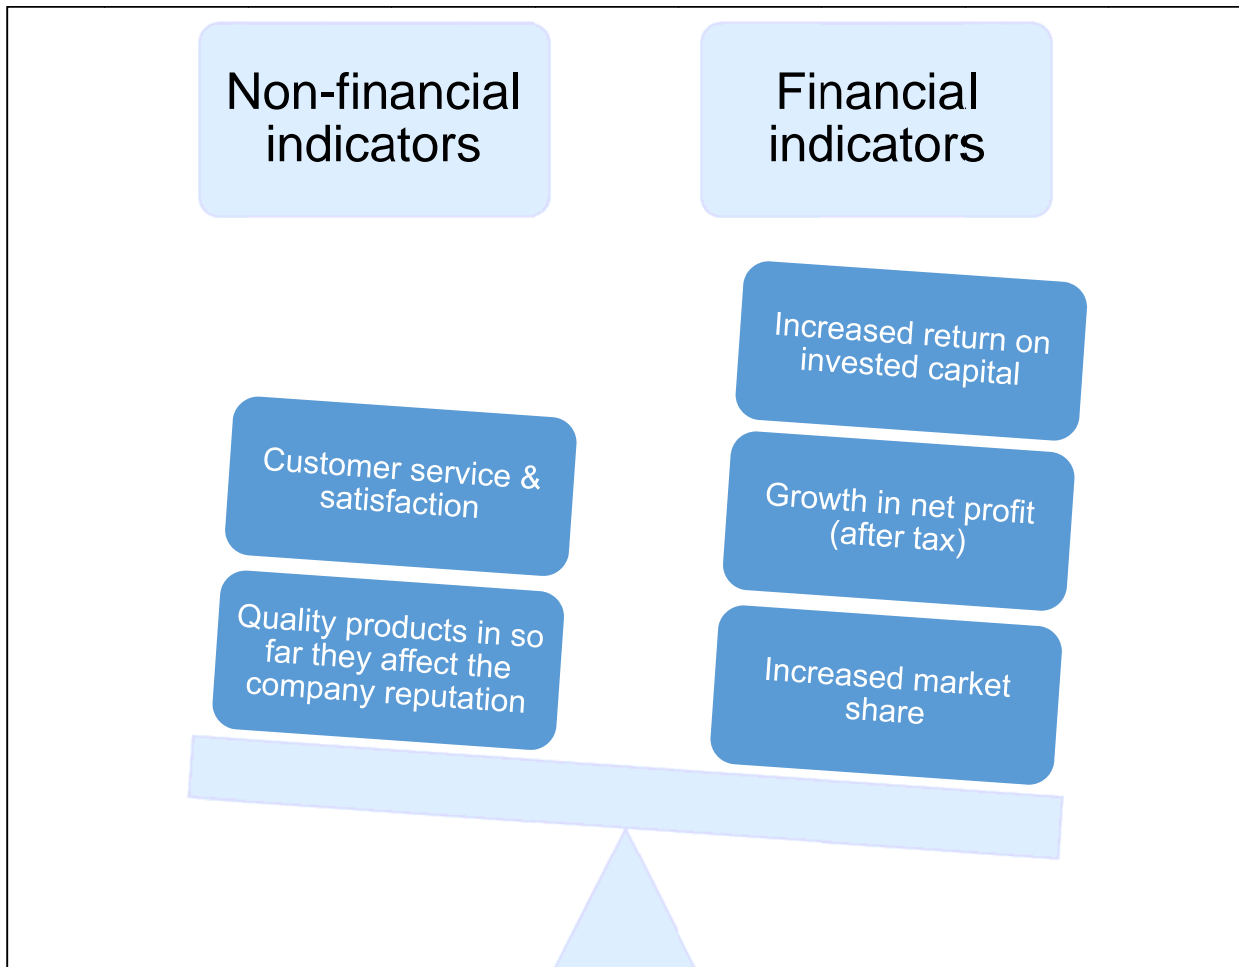 Non-financial
indicators
Financial
indicators
Customer service &
satisfaction
Quality products in so
far they affect the
company reputation
Increased return on
invested capital
Growth in net profit
(after tax)
Increased market
share